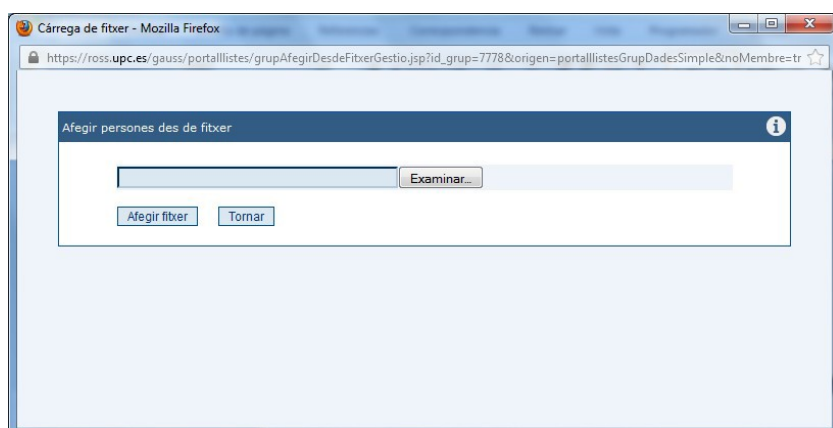 Cárrega de fitxer - Mozilla Firefox
https://ross.upc.es/gauss/portalllistes/grupAfegirDesdeFitxerGestio.jsp?id_grup=7778&origen=portalllistesGrupDadesSimple&noMembre=tr
Afegir persones des de fitxer
Examinar...
Afegir fitxer Tornar